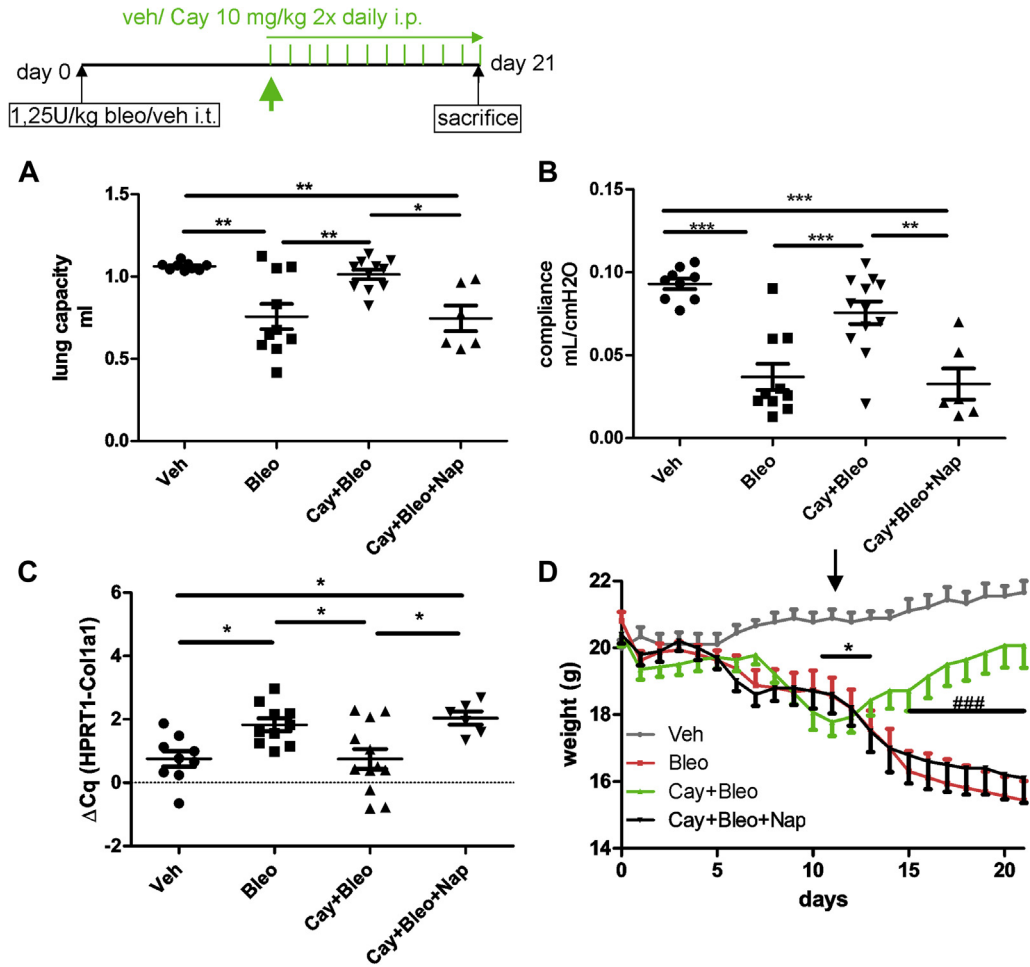 veh/ Cay 10 mg/kg 2x daily i.p.
day 0
day 21
1,25U/kg bleo/veh i.t.
sacrifice
A
lung capacity
ml
1.5
1.0
0.5
0.0
**
**
**
*
Veh
Bleo
Cay+Bleo
Cay+Bleo+Nap
B
compliance
mL/cmH2O
0.15
0.10
0.05
0.00
***
***
***
**
Veh
Bleo
Cay+Bleo
Cay+Bleo+Nap
C
ΔCq (HPRT1-Col1a1)
6
4
2
0
-2
*
*
*
*
Veh
Bleo
Cay+Bleo
Cay+Bleo+Nap
D
weight (g)
22
20
18
16
14
*
###
Veh
Bleo
Cay+Bleo
Cay+Bleo+Nap
0 5 10 15 20
days